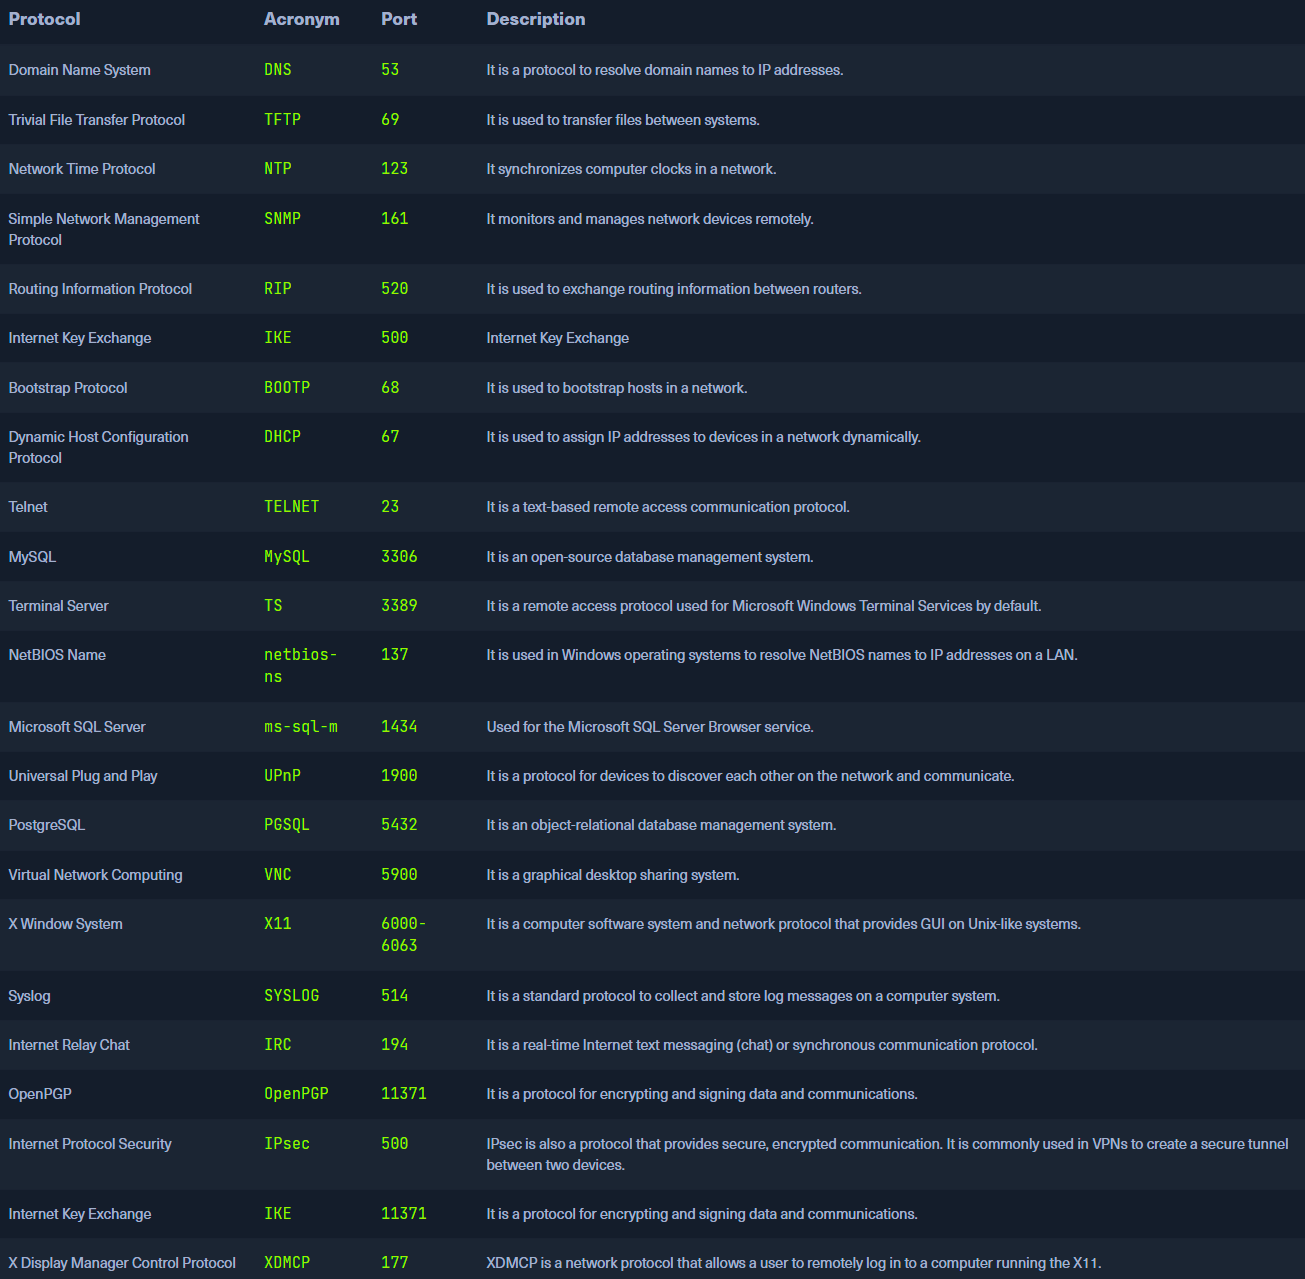 Protocol Acronym Port Description
Domain Name System DNS 53 It is a protocol to resolve domain names to IP addresses.
Trivial File Transfer Protocol TFTP 69 It is used to transfer files between systems.
Network Time Protocol NTP 123 It synchronizes computer clocks in a network.
Simple Network Management SNMP 161 It monitors and manages network devices remotely.
Protocol
Routing Information Protocol RIP 520 It is used to exchange routing information between routers.
Internet Key Exchange IKE 500 Internet Key Exchange
Bootstrap Protocol BOOTP 68 It is used to bootstrap hosts in a network.
Dynamic Host Configuration DHCP 67 It is used to assign IP addresses to devices in a network dynamically.
Protocol
Telnet TELNET 23 It is a text-based remote access communication protocol.
MySQL MySQL 3306 It is an open-source database management system.
Terminal Server TS 3389 It is a remote access protocol used for Microsoft Windows Terminal Services by default.
NetBIOS Name netbios- 137 It is used in Windows operating systems to resolve NetBIOS names to IP addresses on a LAN.
ns
Microsoft SQL Server ms-sql-m 1434 Used for the Microsoft SQL Server Browser service.
Universal Plug and Play UPnP 1900 It is a protocol for devices to discover each other on the network and communicate.
PostgreSQL PGSQL 5432 It is an object-relational database management system.
Virtual Network Computing VNC 5900 It is a graphical desktop sharing system.
X Window System X11 6000- It is a computer software system and network protocol that provides GUI on Unix-like systems.
6063
Syslog SYSLOG 514 It is a standard protocol to collect and store log messages on a computer system.
Internet Relay Chat IRC 194 It is a real-time Internet text messaging (chat) or synchronous communication protocol.
OpenPGP OpenPGP 11371 It is a protocol for encrypting and signing data and communications.
Internet Protocol Security IPsec 500 IPsec is also a protocol that provides secure, encrypted communication. It is commonly used in VPNs to create a secure tunnel
between two devices.
Internet Key Exchange IKE 11371 It is a protocol for encrypting and signing data and communications.
X Display Manager Control Protocol XDMCP 177 XDMCP is a network protocol that allows a user to remotely log in to a computer running the X11.